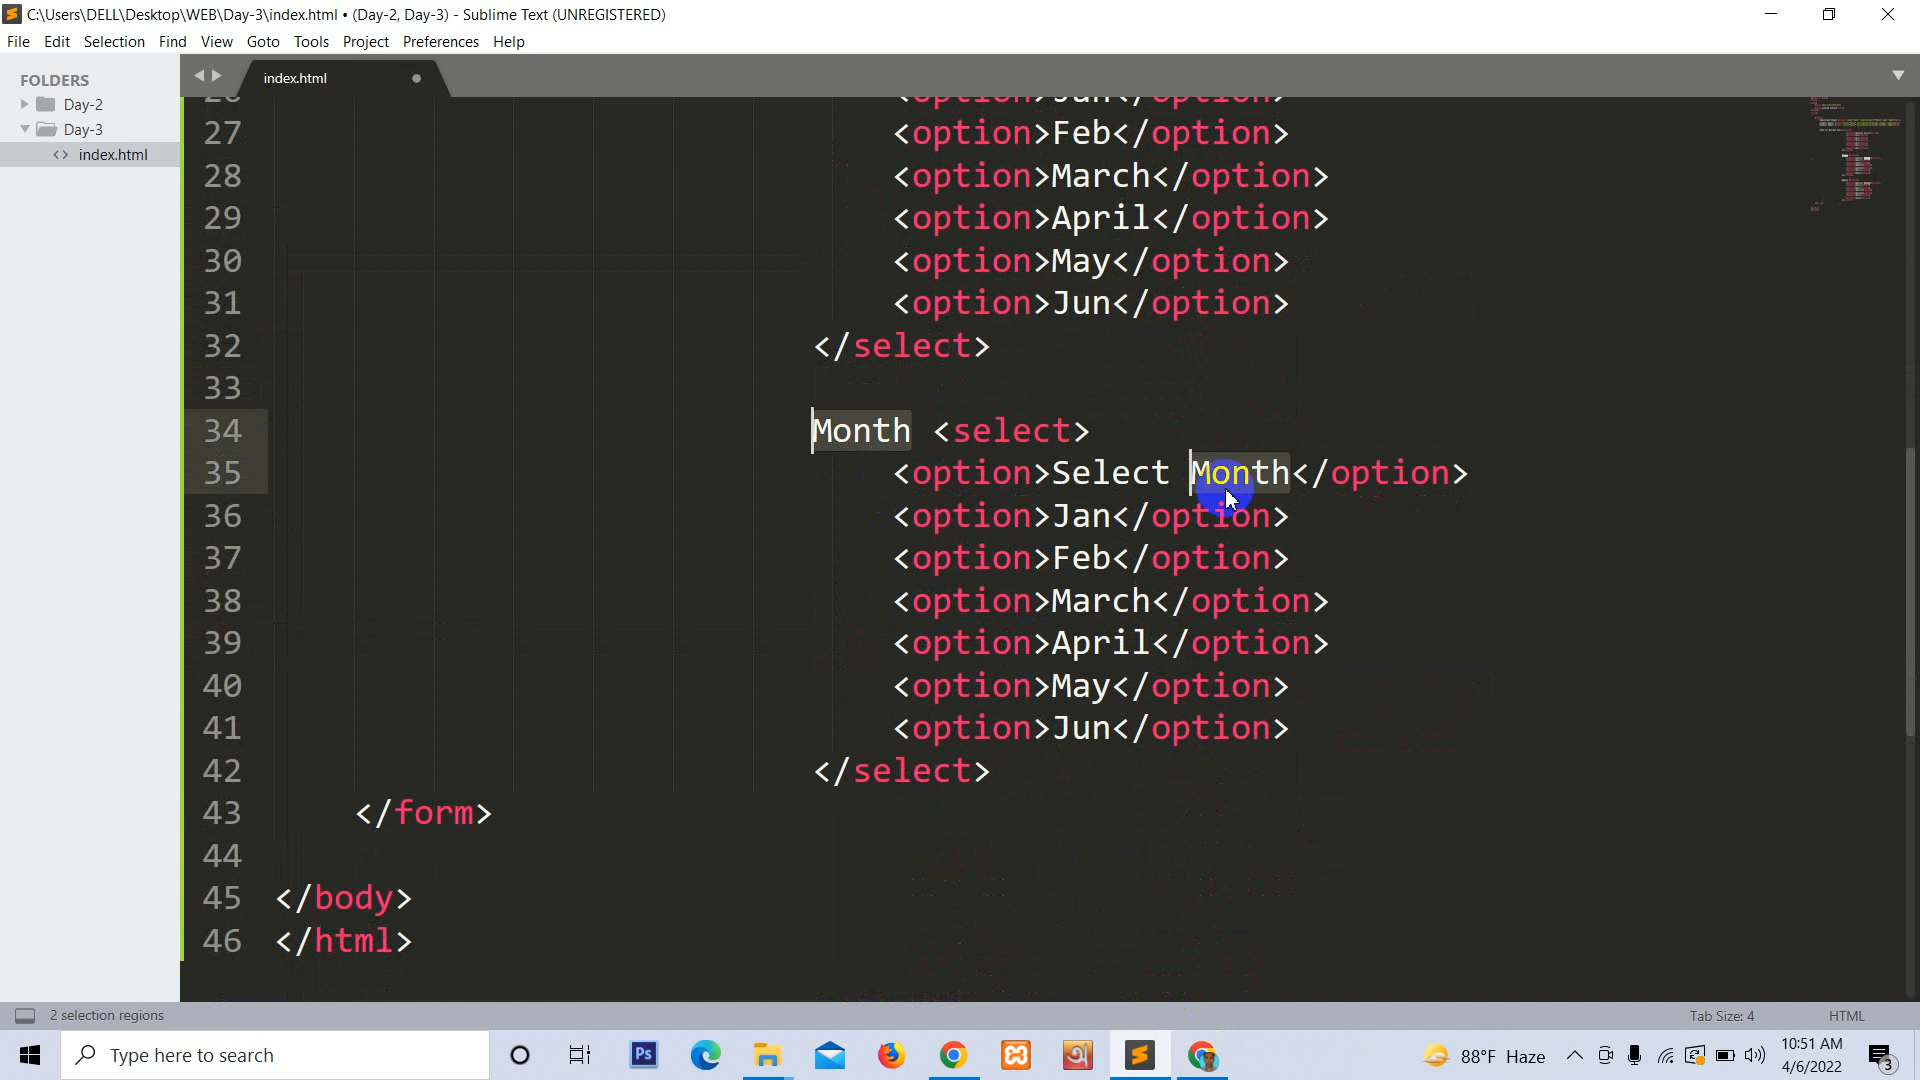 C:\Users\DELL\Desktop\WEB\Day-3\index.html • (Day-2, Day-3) - Sublime Text (UNREGISTERED)
File Edit Selection Find View Goto Tools Project Preferences Help
FOLDERS
Day-2
Day-3
<> index.html
index.html
26 <option>Jun</option>
27 <option>Feb</option>
28 <option>March</option>
29 <option>April</option>
30 <option>May</option>
31 <option>Jun</option>
32 </select>
33
34 Month <select>
35 <option>Select Month</option>
36 <option>Jan</option>
37 <option>Feb</option>
38 <option>March</option>
39 <option>April</option>
40 <option>May</option>
41 <option>Jun</option>
42 </select>
43 </form>
44
45 </body>
46 </html>
2 selection regions
Tab Size: 4
HTML
Type here to search
Ps
88°F Haze
10:51 AM
4/6/2022
3